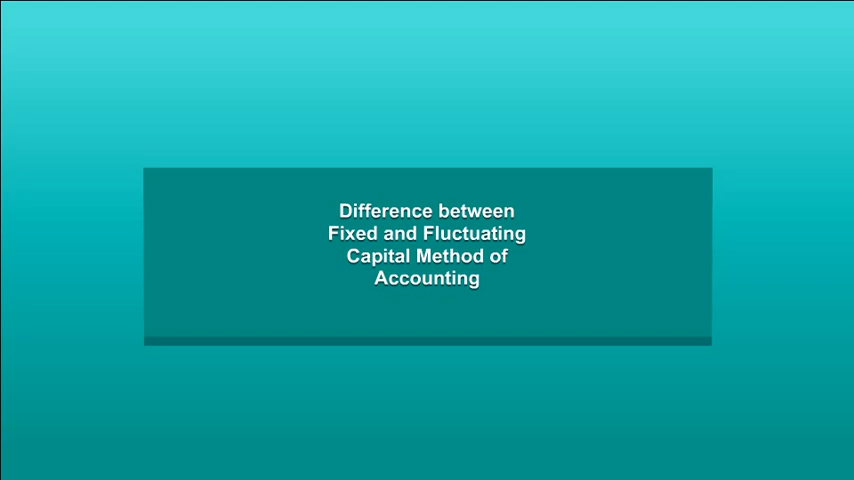 Difference between
Fixed and Fluctuating
Capital Method of
Accounting